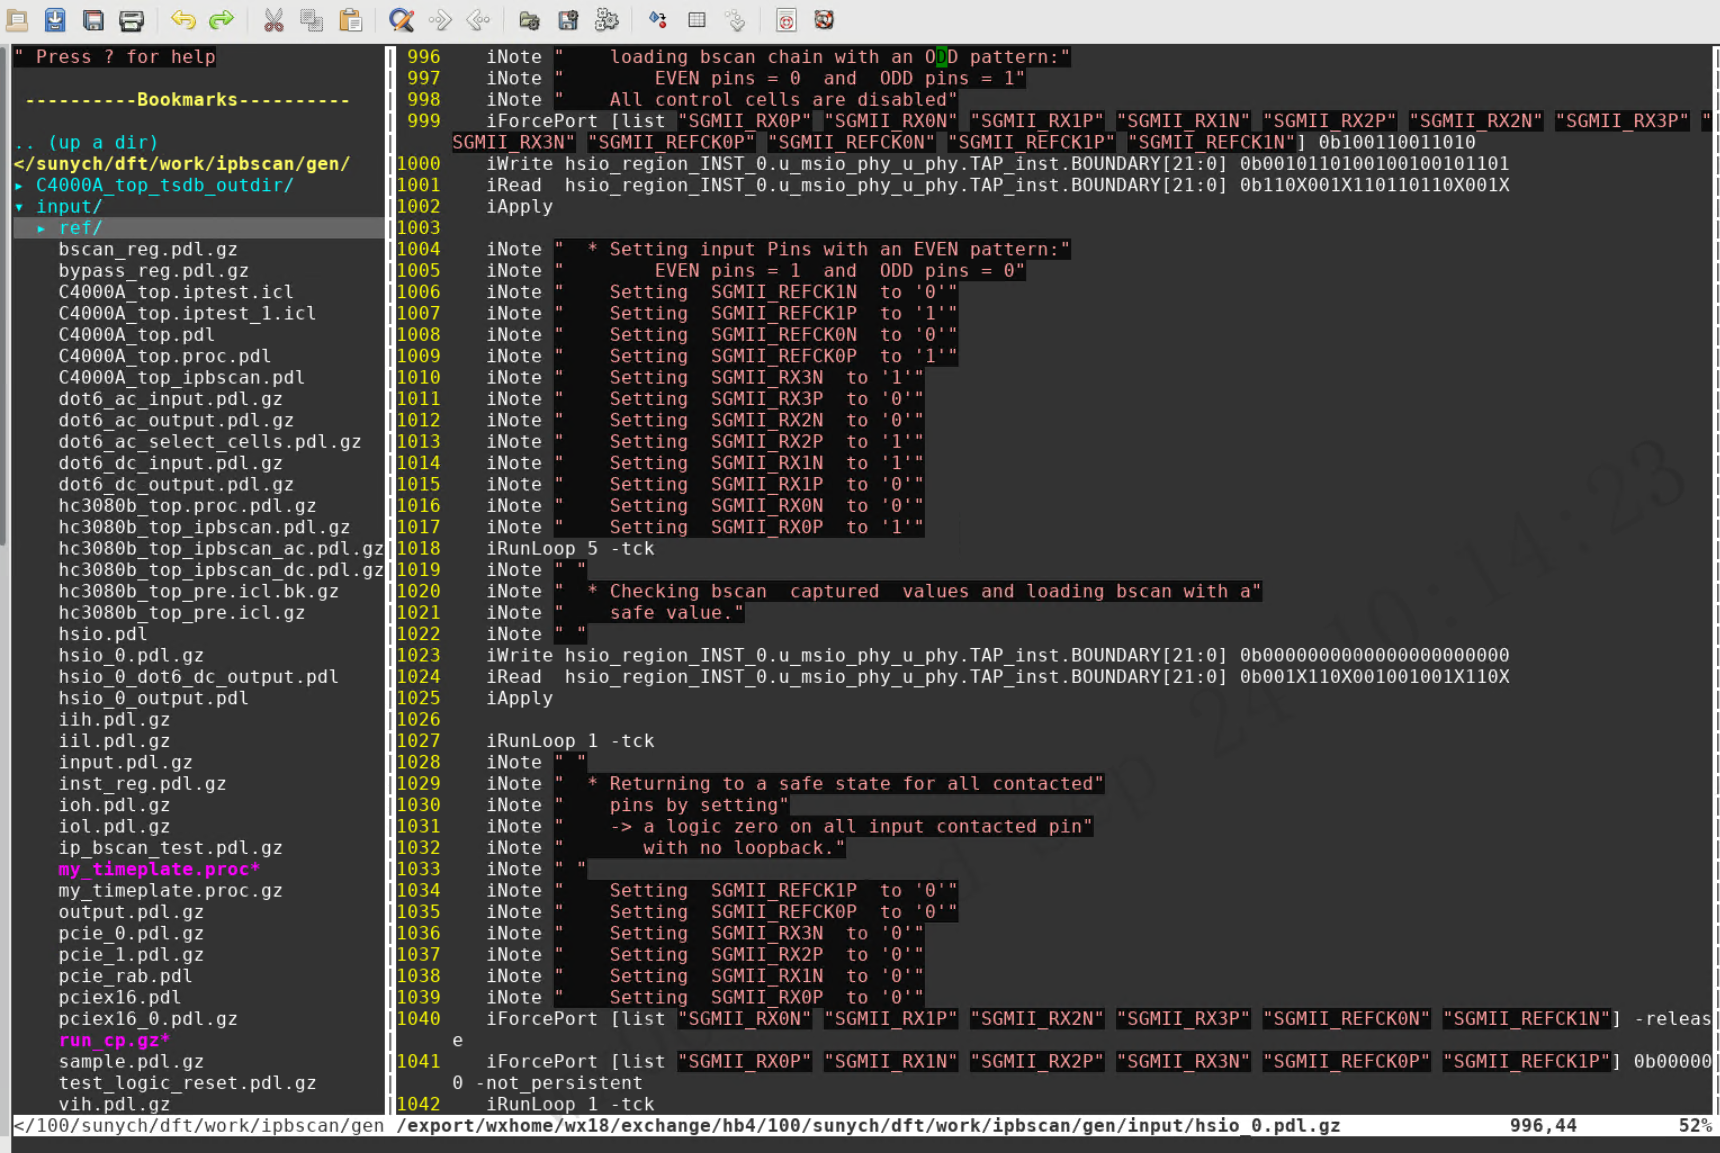 " Press ? for help
----------Bookmarks----------
.. (up a dir)
</sunych/dft/work/ipbscan/gen/
▸ C4000A_top_tsdb_outdir/
▾ input/
▸ ref/
bscan_reg.pdl.gz
bypass_reg.pdl.gz
C4000A_top.iptest.icl
C4000A_top.iptest_1.icl
C4000A_top.pdl
C4000A_top.proc.pdl
C4000A_top_ipbscan.pdl
dot6_ac_input.pdl.gz
dot6_ac_output.pdl.gz
dot6_ac_select_cells.pdl.gz
dot6_dc_input.pdl.gz
dot6_dc_output.pdl.gz
hc3080b_top.proc.pdl.gz
hc3080b_top_ipbscan.pdl.gz
hc3080b_top_ipbscan_ac.pdl.gz
hc3080b_top_ipbscan_dc.pdl.gz
hc3080b_top_pre.icl.bk.gz
hc3080b_top_pre.icl.gz
hsio.pdl
hsio_0.pdl.gz
hsio_0_dot6_dc_output.pdl
hsio_0_output.pdl
iih.pdl.gz
iil.pdl.gz
input.pdl.gz
inst_reg.pdl.gz
ioh.pdl.gz
iol.pdl.gz
ip_bscan_test.pdl.gz
my_timeplate.proc*
my_timeplate.proc.gz
output.pdl.gz
pcie_0.pdl.gz
pcie_1.pdl.gz
pcie_rab.pdl
pciex16.pdl
pciex16_0.pdl.gz
run_cp.gz*
sample.pdl.gz
test_logic_reset.pdl.gz
vih.pdl.gz
</100/sunych/dft/work/ipbscan/gen
996 iNote " loading bscan chain with an ODD pattern:"
997 iNote " EVEN pins = 0 and ODD pins = 1"
998 iNote " All control cells are disabled"
999 iForcePort [list "SGMII_RX0P" "SGMII_RX0N" "SGMII_RX1P" "SGMII_RX1N" "SGMII_RX2P" "SGMII_RX2N" "SGMII_RX3P" "
SGMII_RX3N" "SGMII_REFCK0P" "SGMII_REFCK0N" "SGMII_REFCK1P" "SGMII_REFCK1N"] 0b100110011010
1000 iWrite hsio_region_INST_0.u_msio_phy_u_phy.TAP_inst.BOUNDARY[21:0] 0b0010110100100100101101
1001 iRead hsio_region_INST_0.u_msio_phy_u_phy.TAP_inst.BOUNDARY[21:0] 0b110X001X110110110X001X
1002 iApply
1003
1004 iNote " * Setting input Pins with an EVEN pattern:"
1005 iNote " EVEN pins = 1 and ODD pins = 0"
1006 iNote " Setting SGMII_REFCK1N to '0'"
1007 iNote " Setting SGMII_REFCK1P to '1'"
1008 iNote " Setting SGMII_REFCK0N to '0'"
1009 iNote " Setting SGMII_REFCK0P to '1'"
1010 iNote " Setting SGMII_RX3N to '1'"
1011 iNote " Setting SGMII_RX3P to '0'"
1012 iNote " Setting SGMII_RX2N to '0'"
1013 iNote " Setting SGMII_RX2P to '1'"
1014 iNote " Setting SGMII_RX1N to '1'"
1015 iNote " Setting SGMII_RX1P to '0'"
1016 iNote " Setting SGMII_RX0N to '0'"
1017 iNote " Setting SGMII_RX0P to '1'"
1018 iRunLoop 5 -tck
1019 iNote " "
1020 iNote " * Checking bscan captured values and loading bscan with a"
1021 iNote " safe value."
1022 iNote " "
1023 iWrite hsio_region_INST_0.u_msio_phy_u_phy.TAP_inst.BOUNDARY[21:0] 0b0000000000000000000000
1024 iRead hsio_region_INST_0.u_msio_phy_u_phy.TAP_inst.BOUNDARY[21:0] 0b001X110X001001001X110X
1025 iApply
1026
1027 iRunLoop 1 -tck
1028 iNote " "
1029 iNote " * Returning to a safe state for all contacted"
1030 iNote " pins by setting"
1031 iNote " -> a logic zero on all input contacted pin"
1032 iNote " with no loopback."
1033 iNote " "
1034 iNote " Setting SGMII_REFCK1P to '0'"
1035 iNote " Setting SGMII_REFCK0P to '0'"
1036 iNote " Setting SGMII_RX3N to '0'"
1037 iNote " Setting SGMII_RX2P to '0'"
1038 iNote " Setting SGMII_RX1N to '0'"
1039 iNote " Setting SGMII_RX0P to '0'"
1040 iForcePort [list "SGMII_RX0N" "SGMII_RX1P" "SGMII_RX2N" "SGMII_RX3P" "SGMII_REFCK0N" "SGMII_REFCK1N"] -releas
e
1041 iForcePort [list "SGMII_RX0P" "SGMII_RX1N" "SGMII_RX2P" "SGMII_RX3N" "SGMII_REFCK0P" "SGMII_REFCK1P"] 0b00000
0 -not_persistent
1042 iRunLoop 1 -tck
/export/wxhome/wx18/exchange/hb4/100/sunych/dft/work/ipbscan/gen/input/hsio_0.pdl.gz 996,44 52%